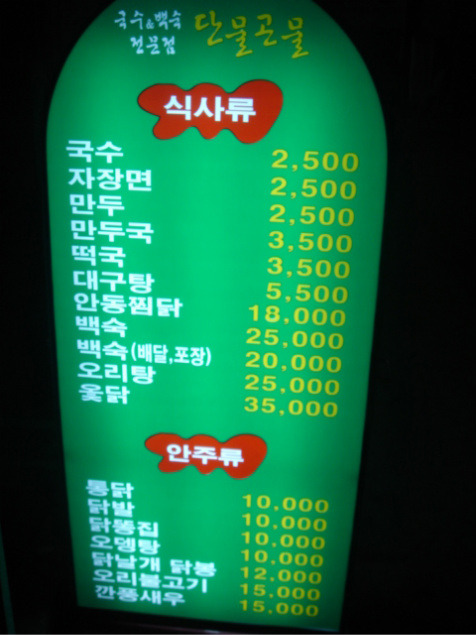 국수&백숙
전문점
단물곤물
식사류
국수 2,500
자장면 2,500
만두 2,500
만두국 3,500
떡국 3,500
대구탕 5,500
안동찜닭 18,000
백숙 25,000
백숙(배달,포장) 20,000
오리탕 25,000
옻닭 35,000
안주류
통닭 10,000
닭발 10,000
닭똥집 10,000
오뎅탕 10,000
닭날개 닭봉 12,000
오리불고기 15,000
깐풍새우 15,000